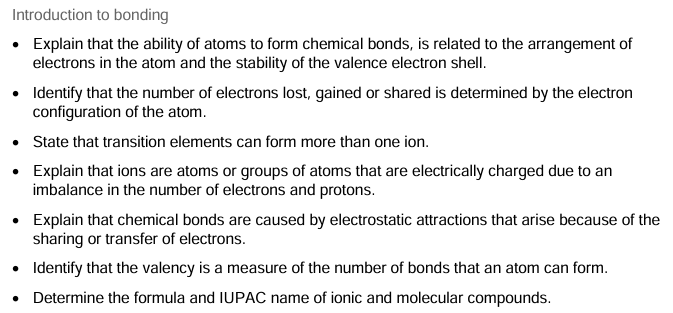 Introduction to bonding
• Explain that the ability of atoms to form chemical bonds, is related to the arrangement of
electrons in the atom and the stability of the valence electron shell.
• Identify that the number of electrons lost, gained or shared is determined by the electron
configuration of the atom.
• State that transition elements can form more than one ion.
• Explain that ions are atoms or groups of atoms that are electrically charged due to an
imbalance in the number of electrons and protons.
• Explain that chemical bonds are caused by electrostatic attractions that arise because of the
sharing or transfer of electrons.
• Identify that the valency is a measure of the number of bonds that an atom can form.
• Determine the formula and IUPAC name of ionic and molecular compounds.